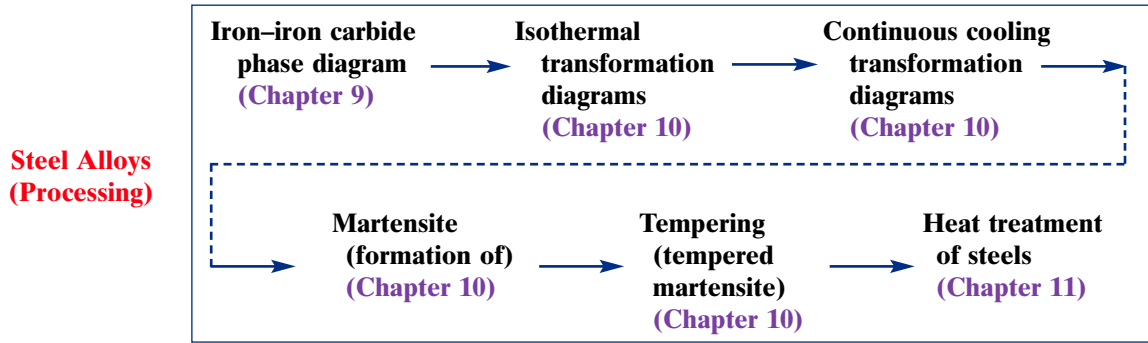 Steel Alloys
(Processing)
Iron–iron carbide
phase diagram
(Chapter 9)
Isothermal
transformation
diagrams
(Chapter 10)
Continuous cooling
transformation
diagrams
(Chapter 10)
Martensite
(formation of)
(Chapter 10)
Tempering
(tempered
martensite)
(Chapter 10)
Heat treatment
of steels
(Chapter 11)